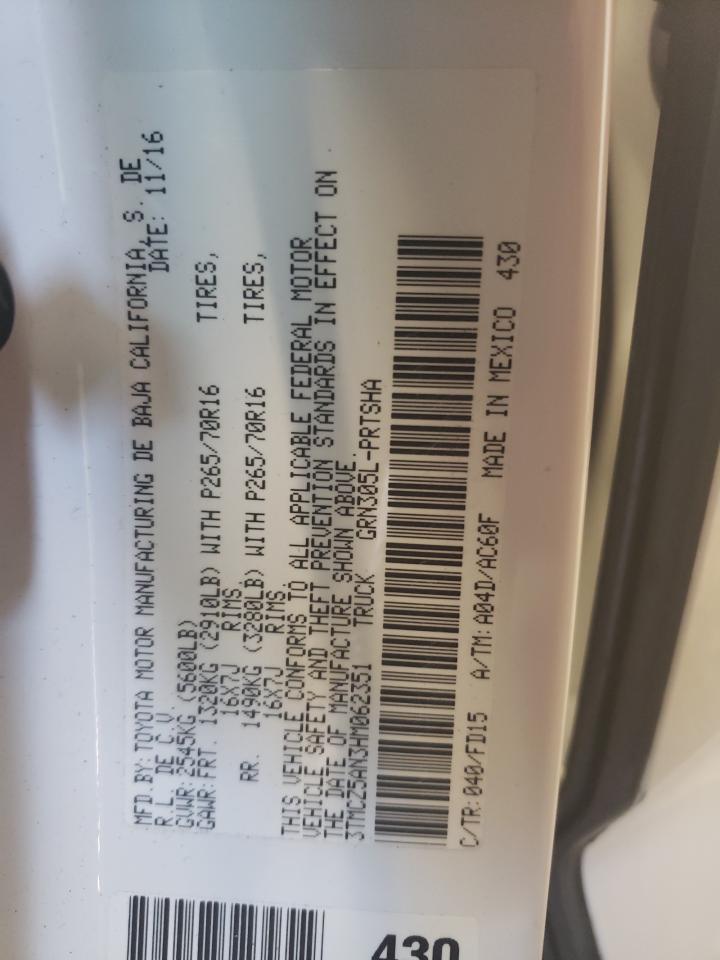 MFD.BY:TOYOTA MOTOR MANUFACTURING DE BAJA CALIFORNIA, S. DE
R.L. DE C.V. DATE: 11/16
GVWR:2545KG (5600LB)
GAWR:FRT. 1320KG (2910LB) WITH P265/70R16 TIRES,
16X7J RIMS.
RR. 1490KG (3280LB) WITH P265/70R16 TIRES,
16X7J RIMS.
THIS VEHICLE CONFORMS TO ALL APPLICABLE FEDERAL MOTOR
VEHICLE SAFETY AND THEFT PREVENTION STANDARDS IN EFFECT ON
THE DATE OF MANUFACTURE SHOWN ABOVE.
3TMCZ5AN3HM062351 TRUCK GRN305L-PRTSHA
C/TR:040/FD15 A/TM:A04D/AC60F MADE IN MEXICO 430
430